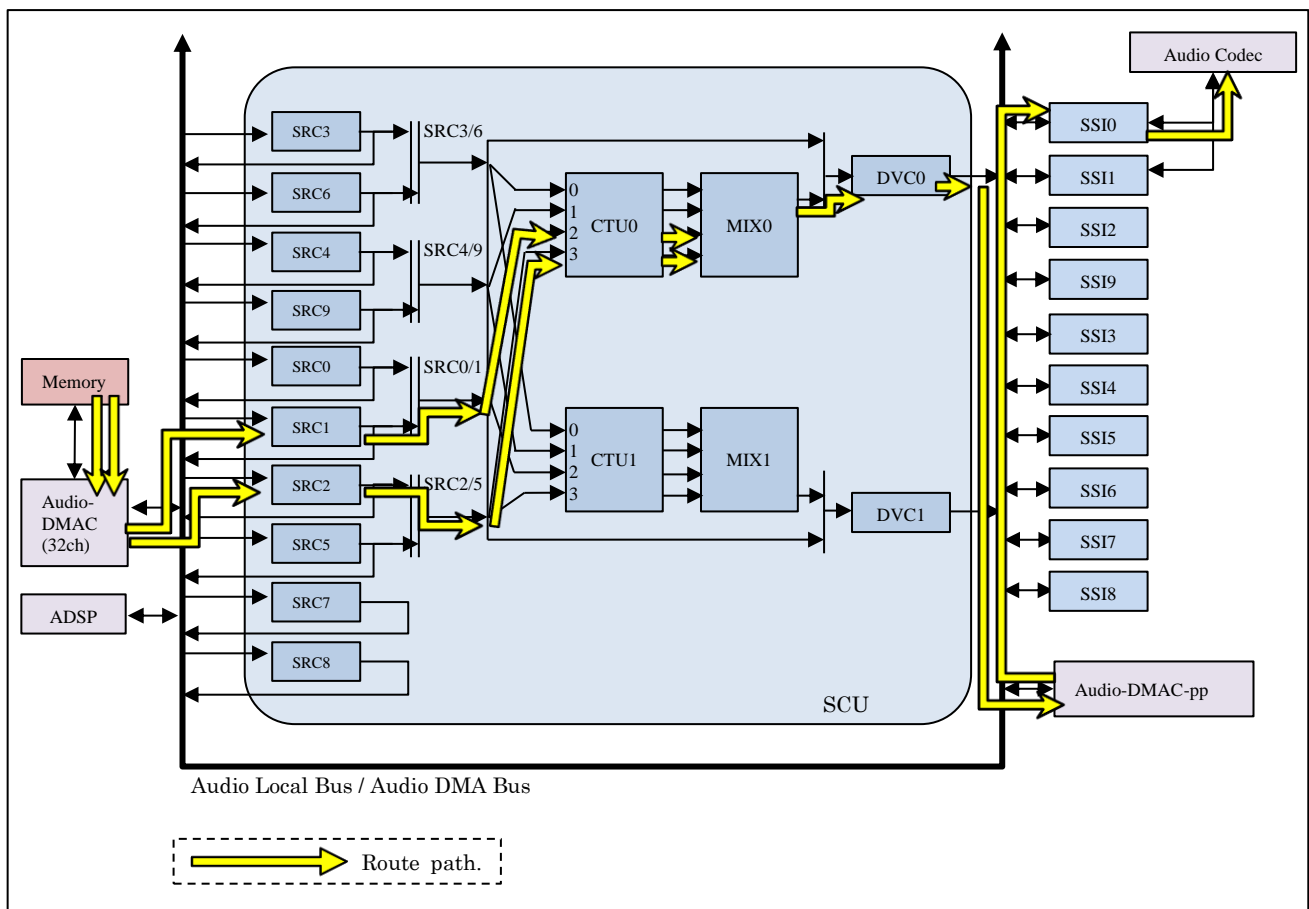 Audio Codec
SRC3
SRC3/6
SSI0
SRC6
DVC0
SSI1
0
1
2
3
CTU0
MIX0
SSI2
SRC4
SRC4/9
SSI9
SRC9
SSI3
SRC0
SRC0/1
Memory
SSI4
SRC1
0
1
2
3
CTU1
MIX1
SSI5
SRC2
SRC2/5
SSI6
Audio-
DMAC
(32ch)
DVC1
SRC5
SSI7
SSI8
ADSP
SRC7
SRC8
SCU
Audio-DMAC-pp
Audio Local Bus / Audio DMA Bus
Route path.